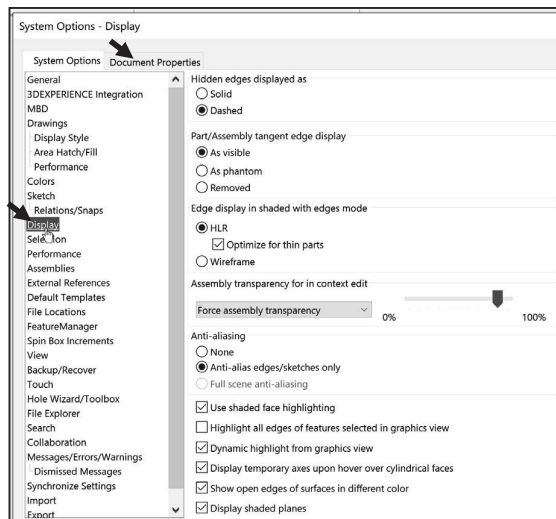 System Options - Display
System Options Document Properties
General
3DEXPERIENCE Integration
MBD
Drawings
Display Style
Area Hatch/Fill
Performance
Colors
Sketch
Relations/Snaps
Display
Selection
Performance
Assemblies
External References
Default Templates
File Locations
FeatureManager
Spin Box Increments
View
Backup/Recover
Touch
Hole Wizard/Toolbox
File Explorer
Search
Collaboration
Messages/Errors/Warnings
Dismissed Messages
Synchronize Settings
Import
Export
Hidden edges displayed as
Solid
Dashed
Part/Assembly tangent edge display
As visible
As phantom
Removed
Edge display in shaded with edges mode
HLR
Optimize for thin parts
Wireframe
Assembly transparency for in context edit
Force assembly transparency
0% 100%
Anti-aliasing
None
Anti-alias edges/sketches only
Full scene anti-aliasing
Use shaded face highlighting
Highlight all edges of features selected in graphics view
Dynamic highlight from graphics view
Display temporary axes upon hover over cylindrical faces
Show open edges of surfaces in different color
Display shaded planes